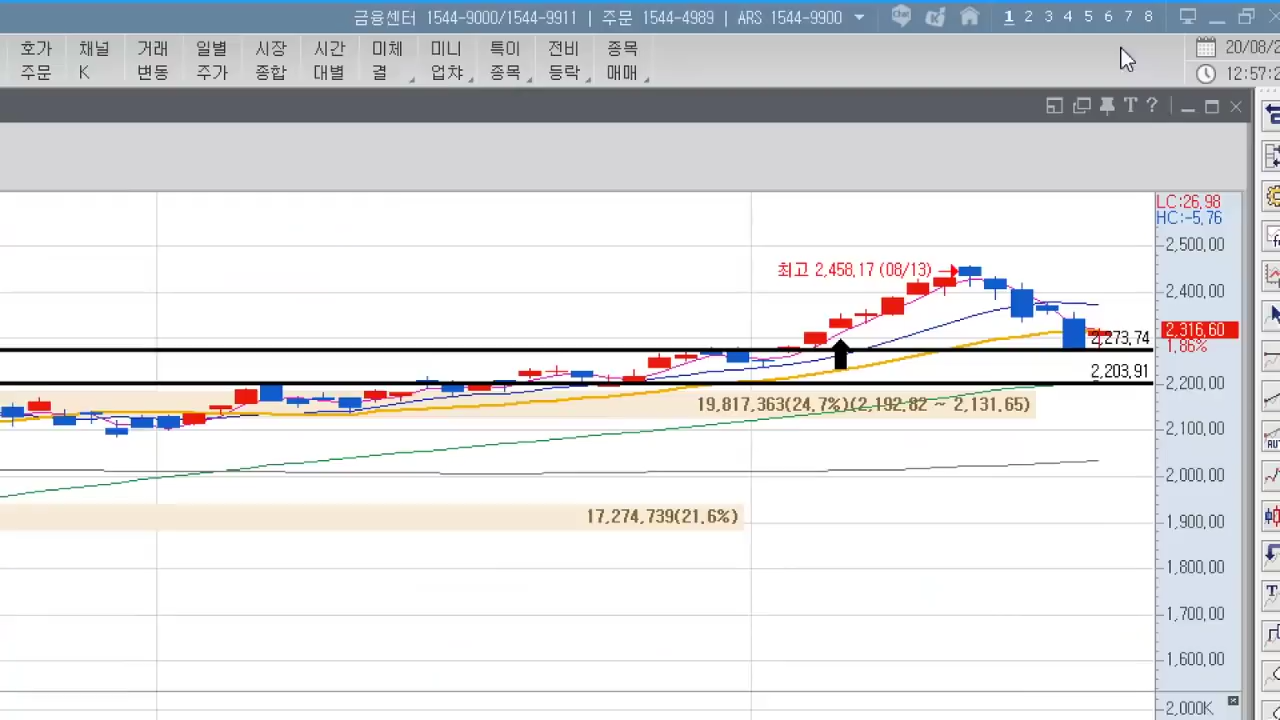 금융센터 1544-9000/1544-9911 | 주문 1544-4989 | ARS 1544-9900
Chat
1 2 3 4 5 6 7 8
호가 채널 거래 일별 시장 시간 미체 미니 특이 전비 종목
주문 K 변동 주가 종합 대별 결 업챠 종목 등락 매매
20/08/2
12:57:2
T ?
LC:26,98
HC:-5,76
2,500,00
최고 2,458,17 (08/13)
2,400,00
2,316,60
2,273,74
1,86%
2,203,91
2,200,00
19,817,363(24,7%)(2,192,82 ~ 2,131,65)
2,100,00
2,000,00
17,274,739(21,6%)
1,900,00
1,800,00
1,700,00
1,600,00
2,000K